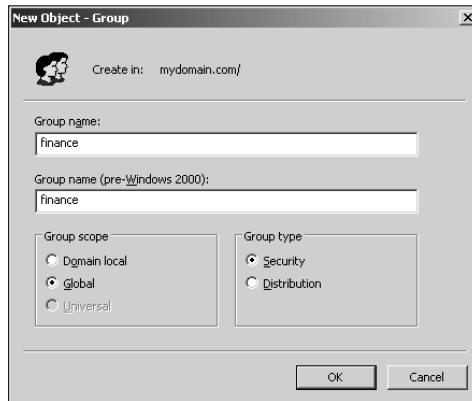 New Object - Group
Create in: mydomain.com/
Group name:
finance
Group name (pre-Windows 2000):
finance
Group scope
Domain local
Global
Universal
Group type
Security
Distribution
OK
Cancel